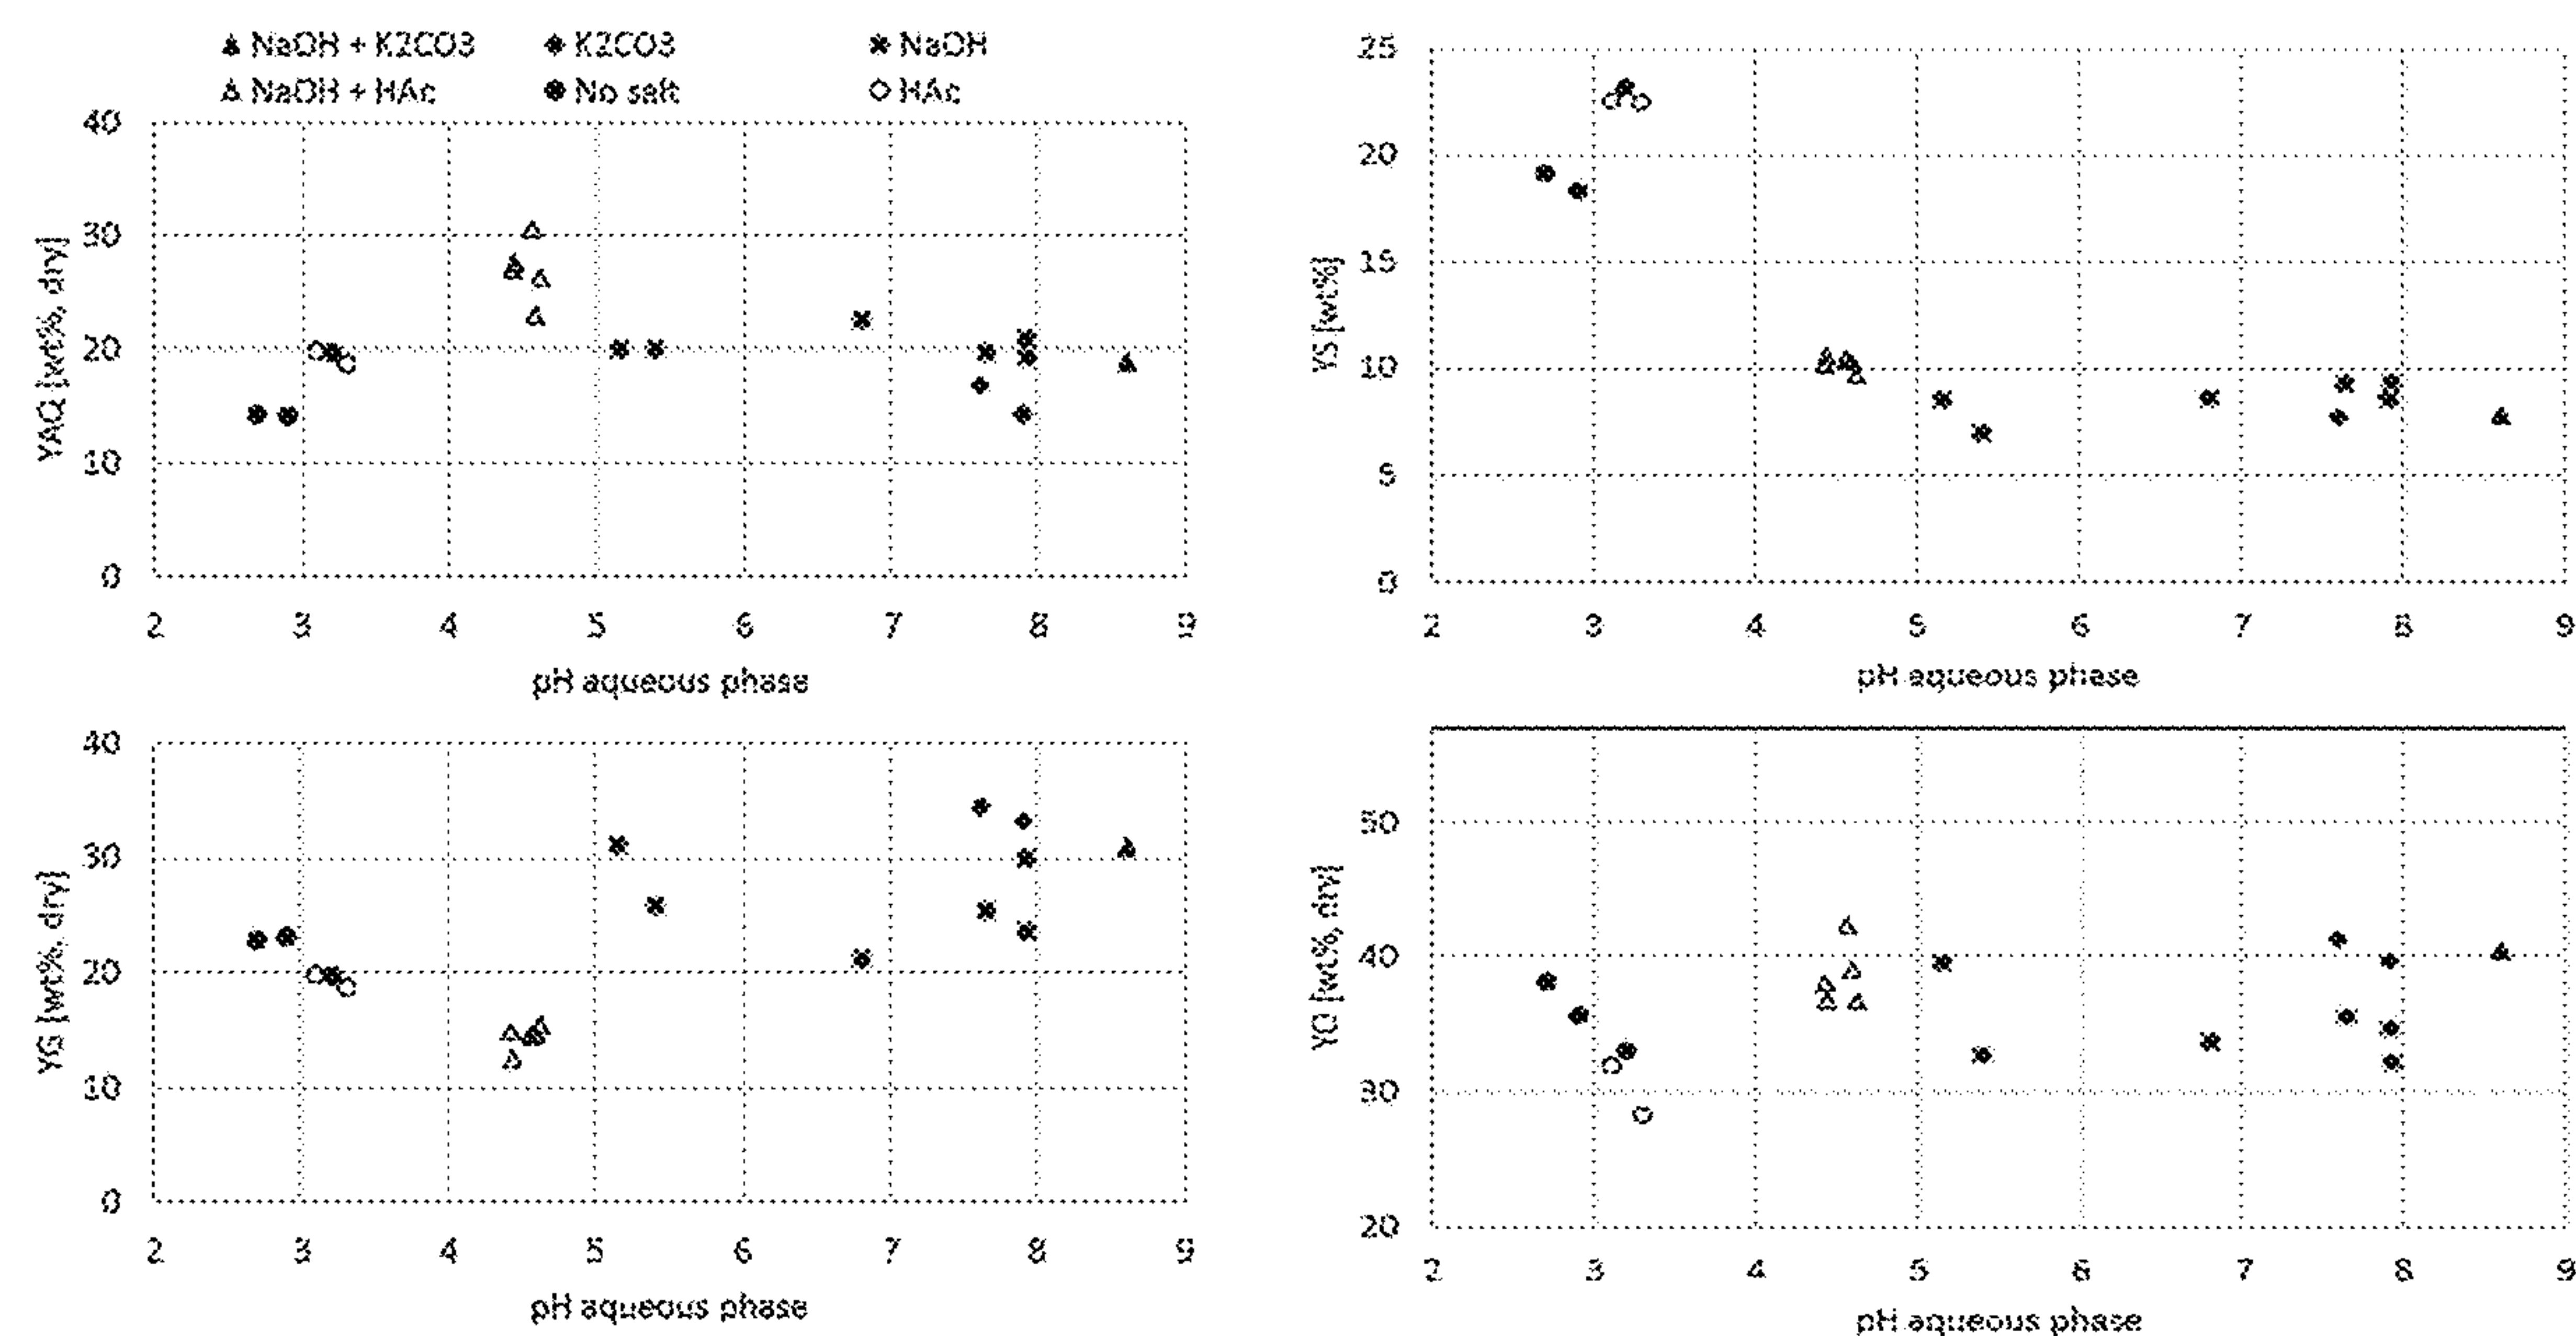 NaOH + K2CO3 K2CO3 NaOH
NaOH + HAc No salt HAc
40
30
20
10
0
YAQ [wt%, dry]
2 3 4 5 6 7 8 9
pH aqueous phase
25
20
15
10
5
0
YS [wt%]
2 3 4 5 6 7 8 9
pH aqueous phase
40
30
20
10
0
YG [wt%, dry]
2 3 4 5 6 7 8 9
pH aqueous phase
50
40
30
20
YO [wt%, dry]
2 3 4 5 6 7 8 9
pH aqueous phase